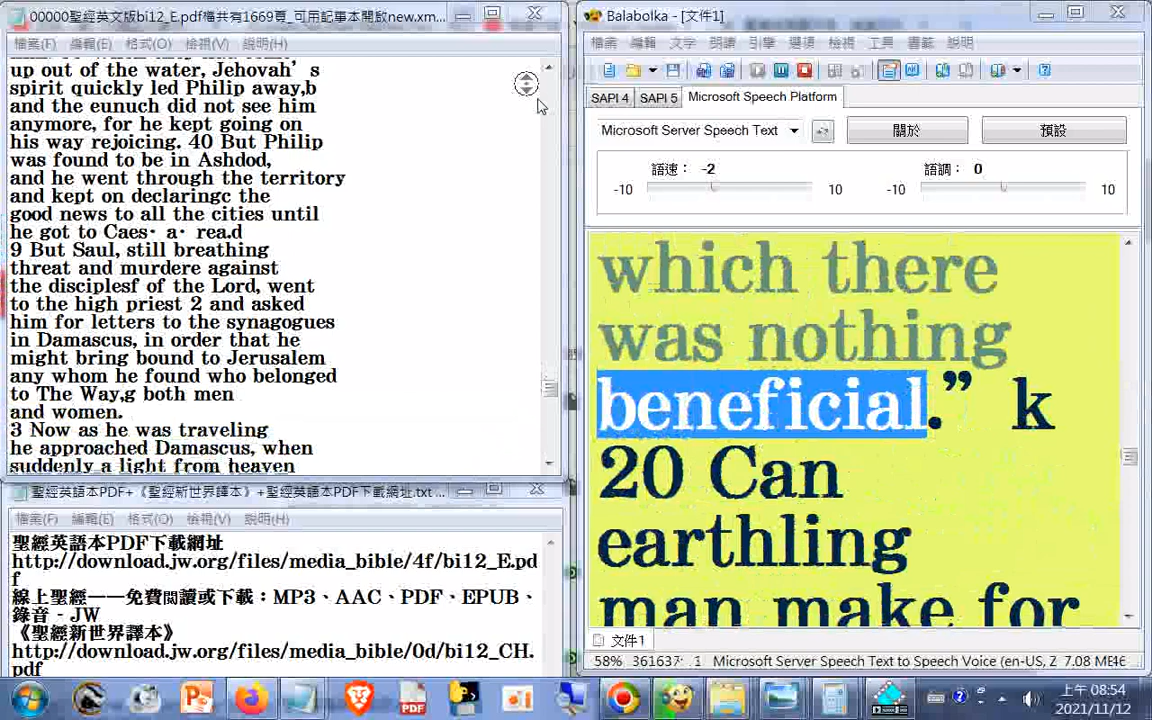 00000聖經英文版bi12_E.pdf檔共有1669頁_可用記事本開啟new.xm...
檔案(F) 編輯(E) 格式(O) 檢視(V) 說明(H)
up out of the water, Jehovah's
spirit quickly led Philip away,b
and the eunuch did not see him
anymore, for he kept going on
his way rejoicing. 40 But Philip
was found to be in Ashdod,
and he went through the territory
and kept on declaringc the
good news to all the cities until
he got to Caes·a·rea.d
9 But Saul, still breathing
threat and murdere against
the disciplesf of the Lord, went
to the high priest 2 and asked
him for letters to the synagogues
in Damascus, in order that he
might bring bound to Jerusalem
any whom he found who belonged
to The Way,g both men
and women.
3 Now as he was traveling
he approached Damascus, when
suddenly a light from heaven
聖經英語本PDF+《聖經新世界譯本》+聖經英語本PDF下載網址.txt ...
檔案(F) 編輯(E) 格式(O) 檢視(V) 說明(H)
聖經英語本PDF下載網址
http://download.jw.org/files/media_bible/4f/bi12_E.pd
f
線上聖經──免費閱讀或下載：MP3、AAC、PDF、EPUB、
錄音 - JW
《聖經新世界譯本》
http://download.jw.org/files/media_bible/0d/bi12_CH.
pdf
Balabolka - [文件1]
檔案 編輯 文字 朗讀 引擎 選項 檢視 工具 書籤 說明
SAPI 4 SAPI 5 Microsoft Speech Platform
Microsoft Server Speech Text 關於 預設
語速： -2 語調： 0
-10 10 -10 10
which there
was nothing
beneficial.” k
20 Can
earthling
man make for
文件1
58% Microsoft Server Speech Text to Speech Voice (en-US, Z 7.08 ME
上午 08:54
2021/11/12